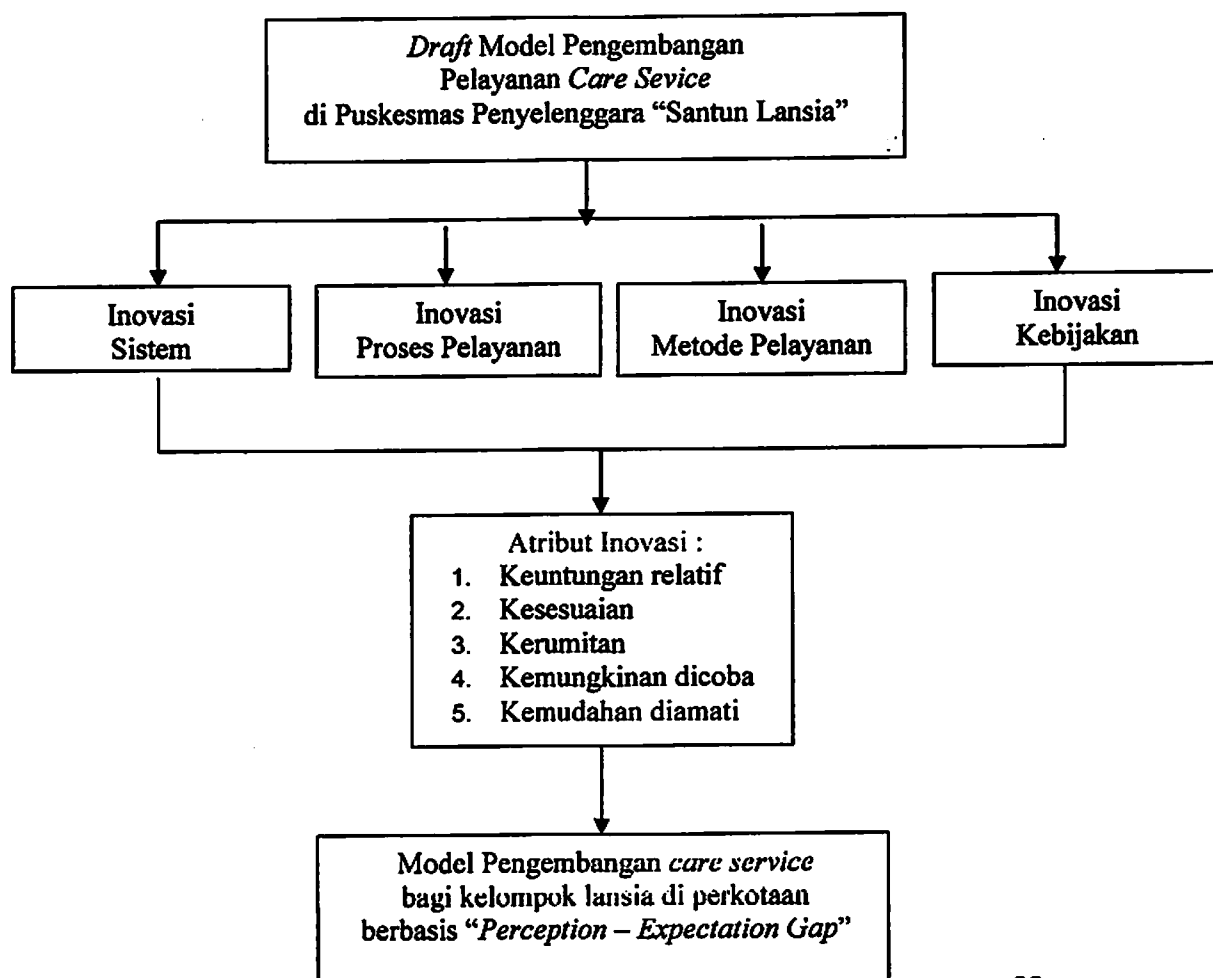 Draft Model Pengembangan
Pelayanan Care Sevice
di Puskesmas Penyelenggara “Santun Lansia”
Inovasi
Sistem
Inovasi
Proses Pelayanan
Inovasi
Metode Pelayanan
Inovasi
Kebijakan
Atribut Inovasi :
1. Keuntungan relatif
2. Kesesuaian
3. Kerumitan
4. Kemungkinan dicoba
5. Kemudahan diamati
Model Pengembangan care service
bagi kelompok lansia di perkotaan
berbasis “Perception – Expectation Gap”